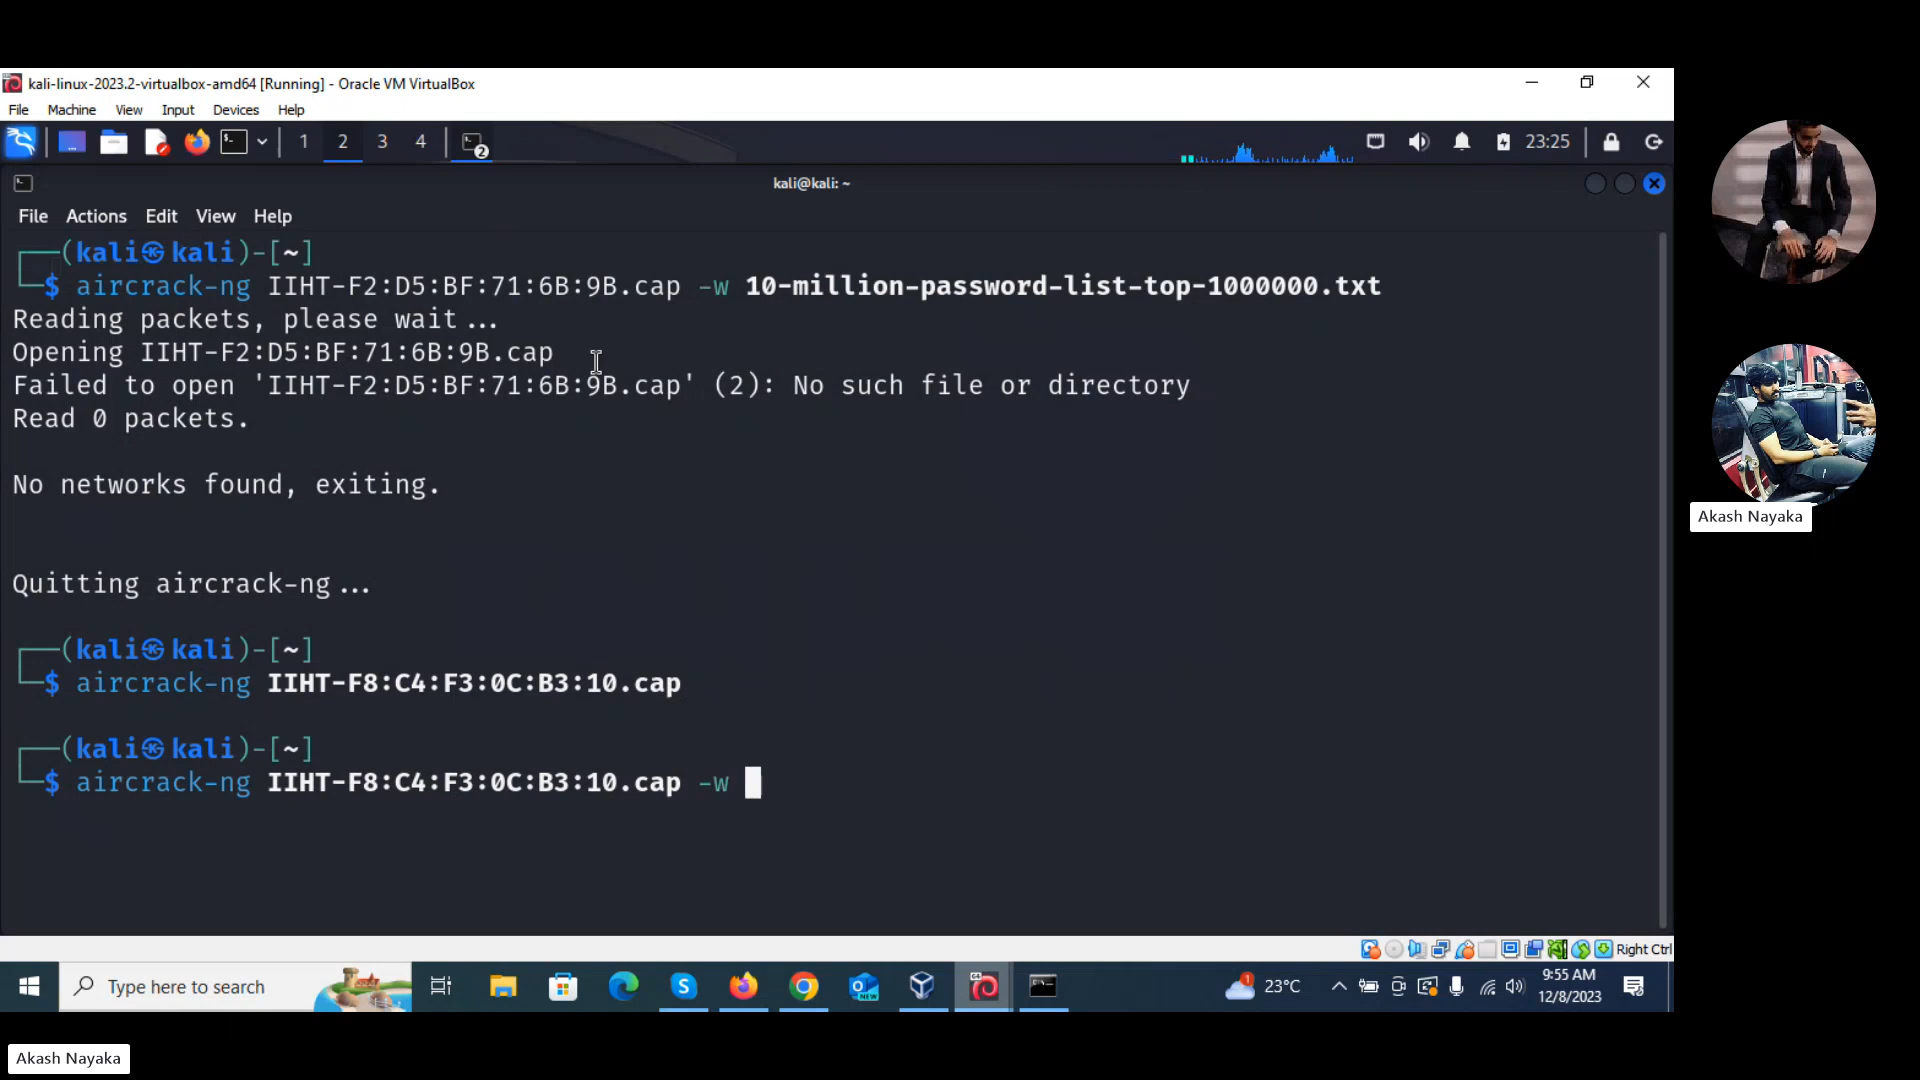 kali-linux-2023.2-virtualbox-amd64 [Running] - Oracle VM VirtualBox
File Machine View Input Devices Help
1 2 3 4 2 23:25
kali@kali: ~
File Actions Edit View Help
┌──(kali㉿kali)-[~]
└─$ aircrack-ng IIHT-F2:D5:BF:71:6B:9B.cap -w 10-million-password-list-top-1000000.txt
Reading packets, please wait...
Opening IIHT-F2:D5:BF:71:6B:9B.cap
Failed to open 'IIHT-F2:D5:BF:71:6B:9B.cap' (2): No such file or directory
Read 0 packets.
No networks found, exiting.
Quitting aircrack-ng...
┌──(kali㉿kali)-[~]
└─$ aircrack-ng IIHT-F8:C4:F3:0C:B3:10.cap
┌──(kali㉿kali)-[~]
└─$ aircrack-ng IIHT-F8:C4:F3:0C:B3:10.cap -w
Right Ctrl
Type here to search
NEW
1
23°C
9:55 AM
12/8/2023
Akash Nayaka
Akash Nayaka